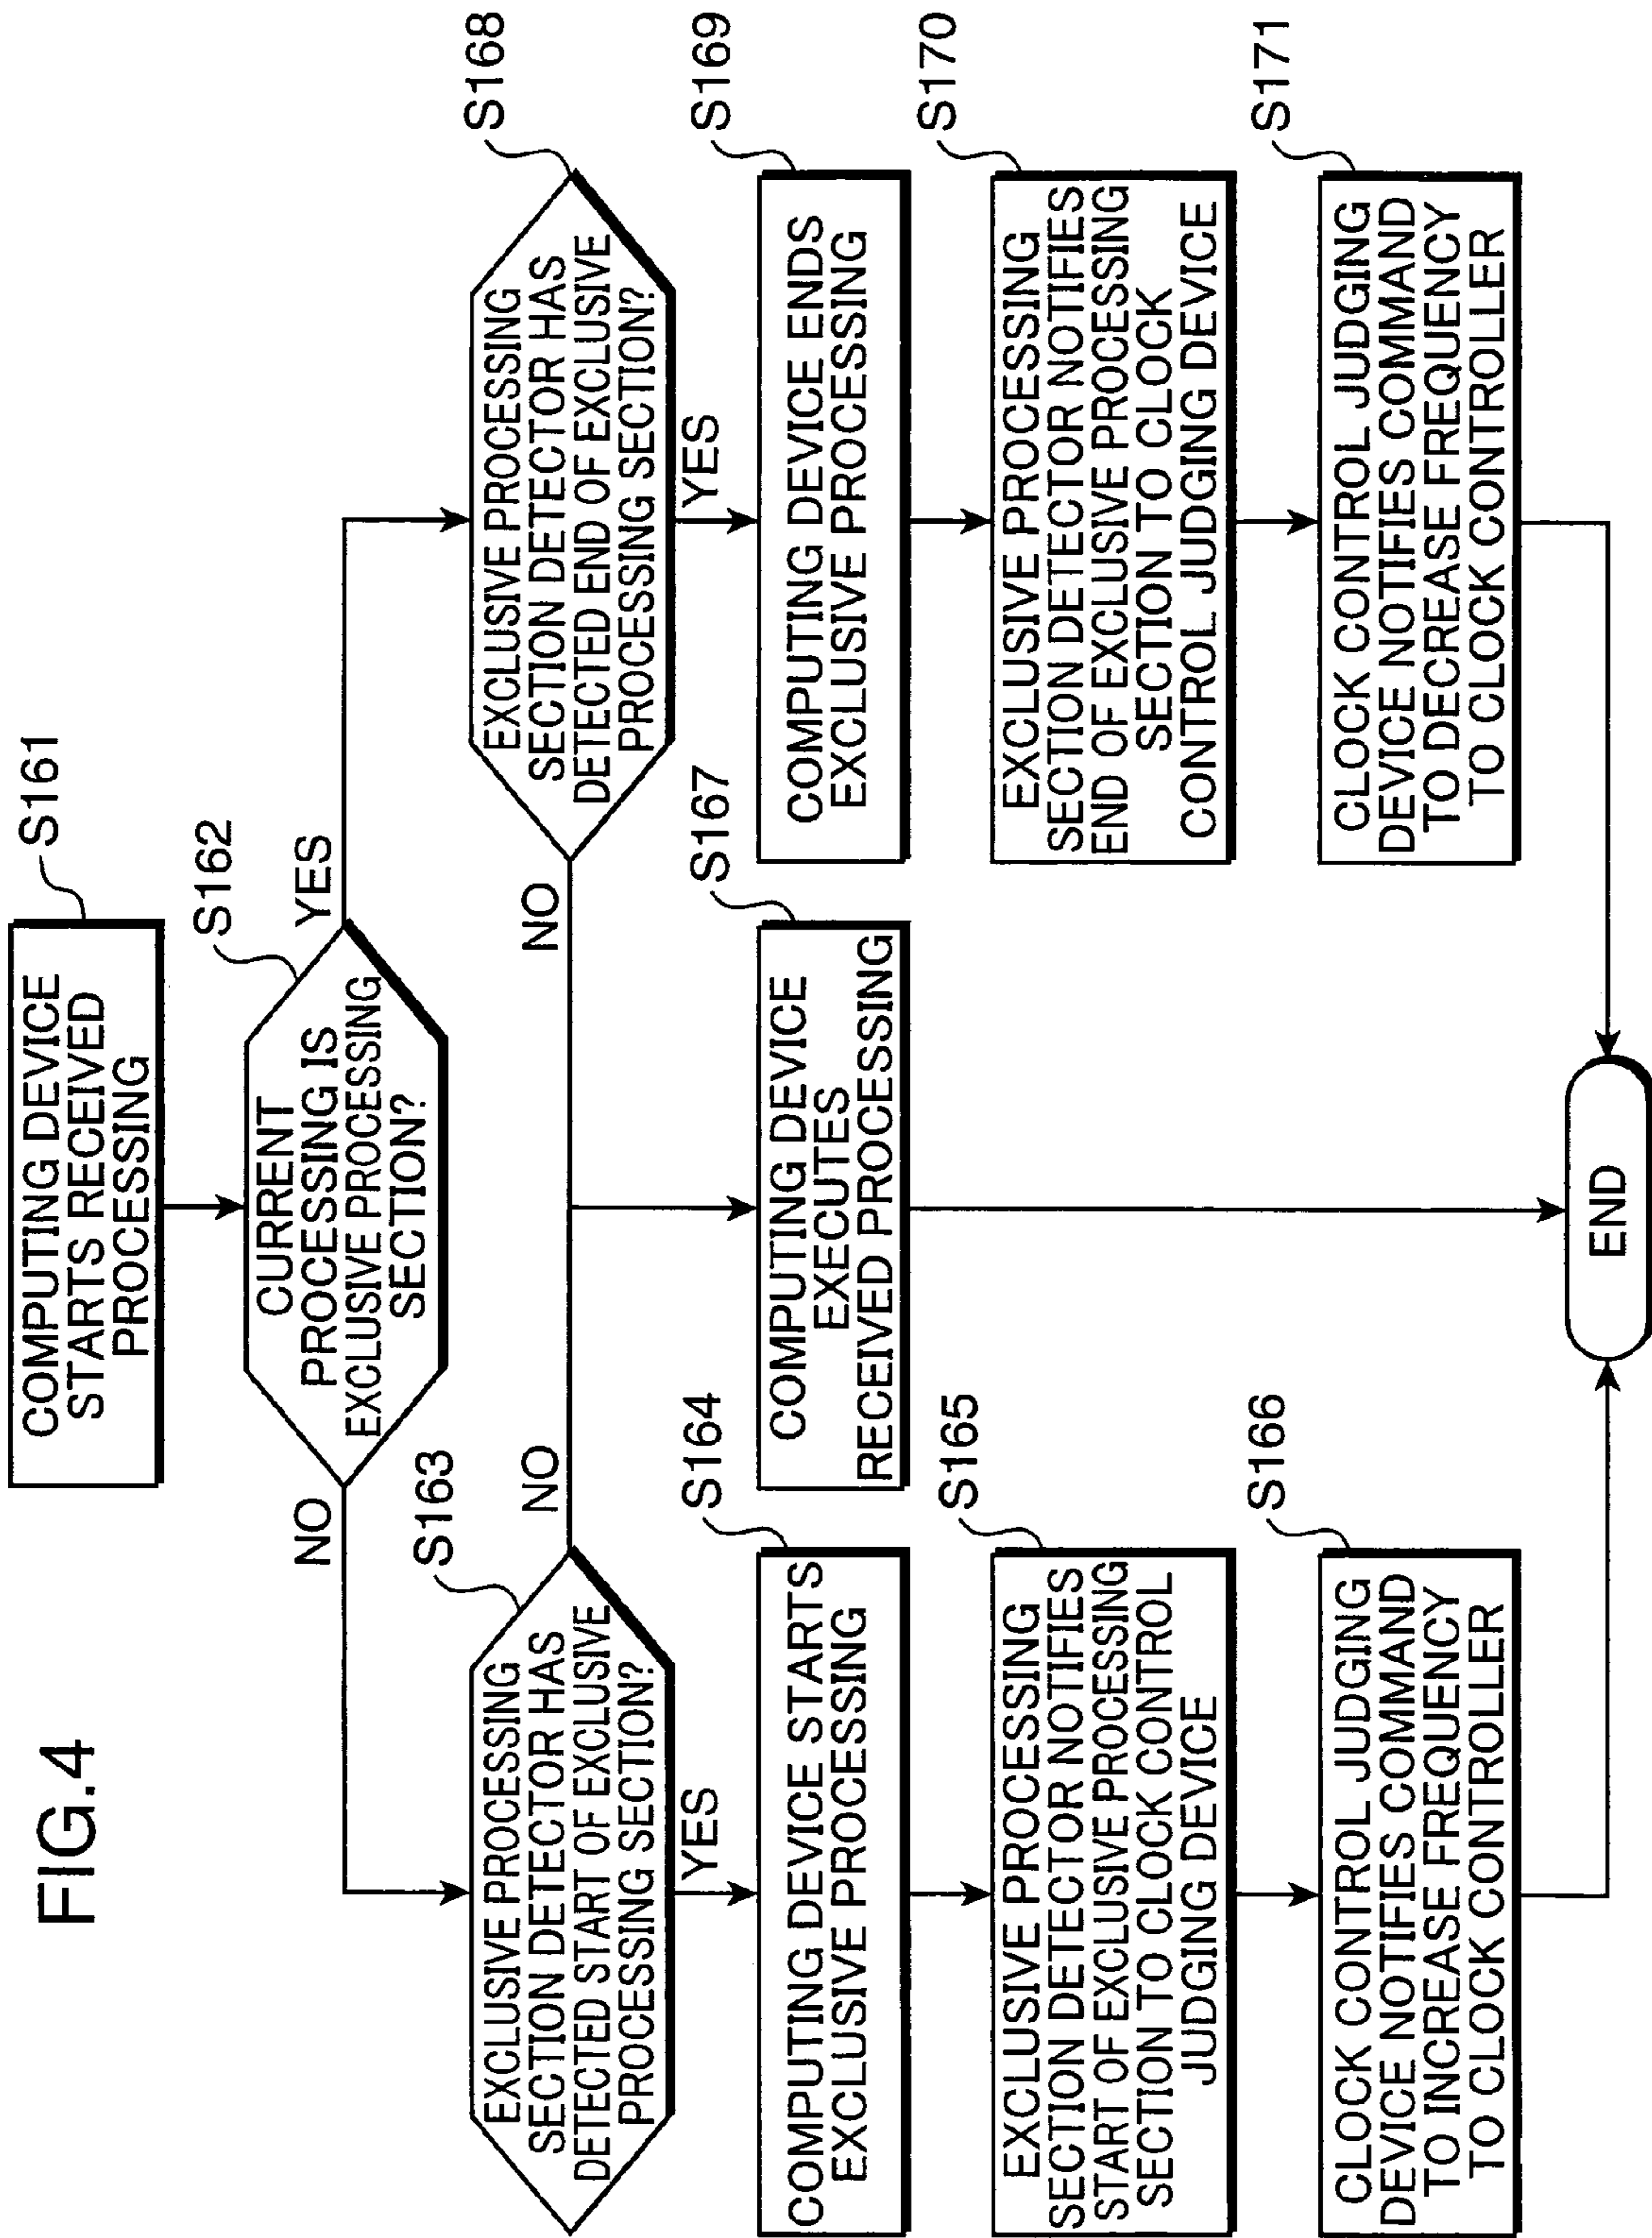 FIG.4
COMPUTING DEVICE
STARTS RECEIVED
PROCESSING
S161
CURRENT
PROCESSING IS
EXCLUSIVE PROCESSING
SECTION?
S162
NO
YES
EXCLUSIVE PROCESSING
SECTION DETECTOR HAS
DETECTED START OF EXCLUSIVE
PROCESSING SECTION?
S163
NO
YES
NO
EXCLUSIVE PROCESSING
SECTION DETECTOR HAS
DETECTED END OF EXCLUSIVE
PROCESSING SECTION?
S168
YES
COMPUTING DEVICE STARTS
EXCLUSIVE PROCESSING
S164
COMPUTING DEVICE
EXECUTES
RECEIVED PROCESSING
S167
COMPUTING DEVICE ENDS
EXCLUSIVE PROCESSING
S169
EXCLUSIVE PROCESSING
SECTION DETECTOR NOTIFIES
START OF EXCLUSIVE PROCESSING
SECTION TO CLOCK CONTROL
JUDGING DEVICE
S165
EXCLUSIVE PROCESSING
SECTION DETECTOR NOTIFIES
END OF EXCLUSIVE PROCESSING
SECTION TO CLOCK
CONTROL JUDGING DEVICE
S170
CLOCK CONTROL JUDGING
DEVICE NOTIFIES COMMAND
TO INCREASE FREQUENCY
TO CLOCK CONTROLLER
S166
CLOCK CONTROL JUDGING
DEVICE NOTIFIES COMMAND
TO DECREASE FREQUENCY
TO CLOCK CONTROLLER
S171
END